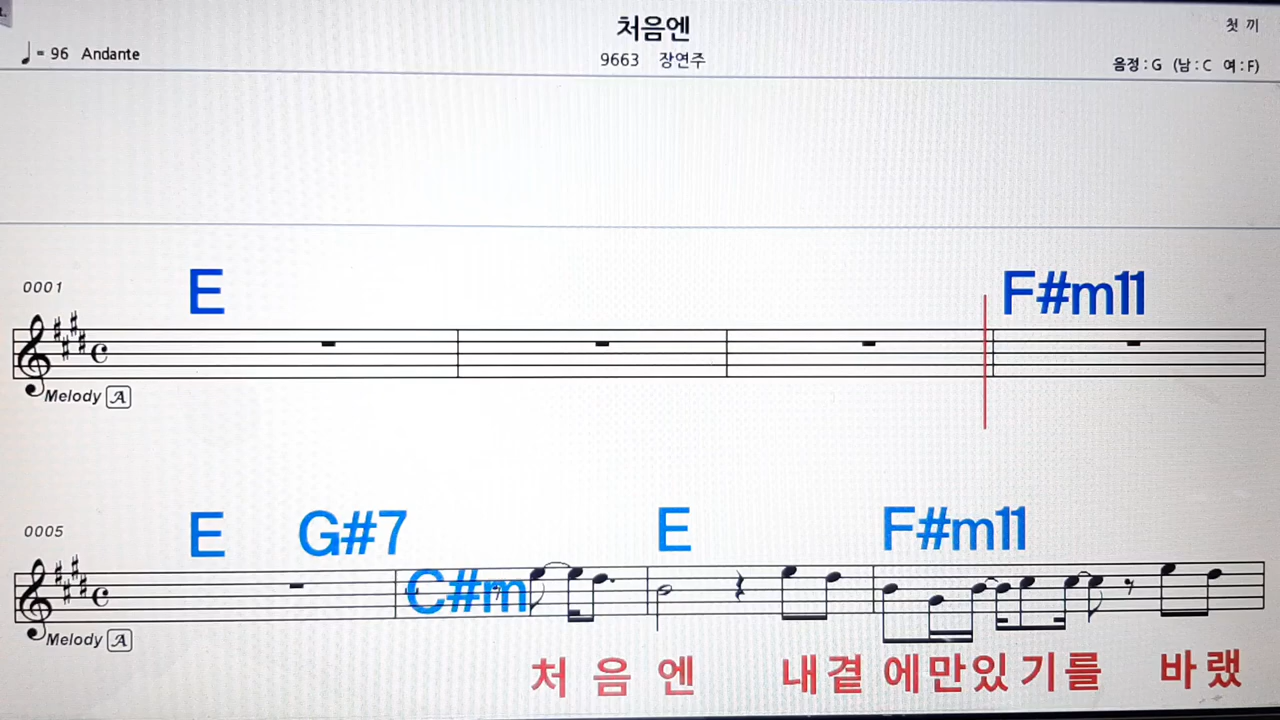 처음엔
첫 끼
♩= 96 Andante
9663 장연주
음정 : G (남 : C 여 : F)
0001
E F#m11
Melody A
0005
E G#7 C#m E F#m11
Melody A
처 음 엔 내 곁 에 만 있 기 를 바 랬